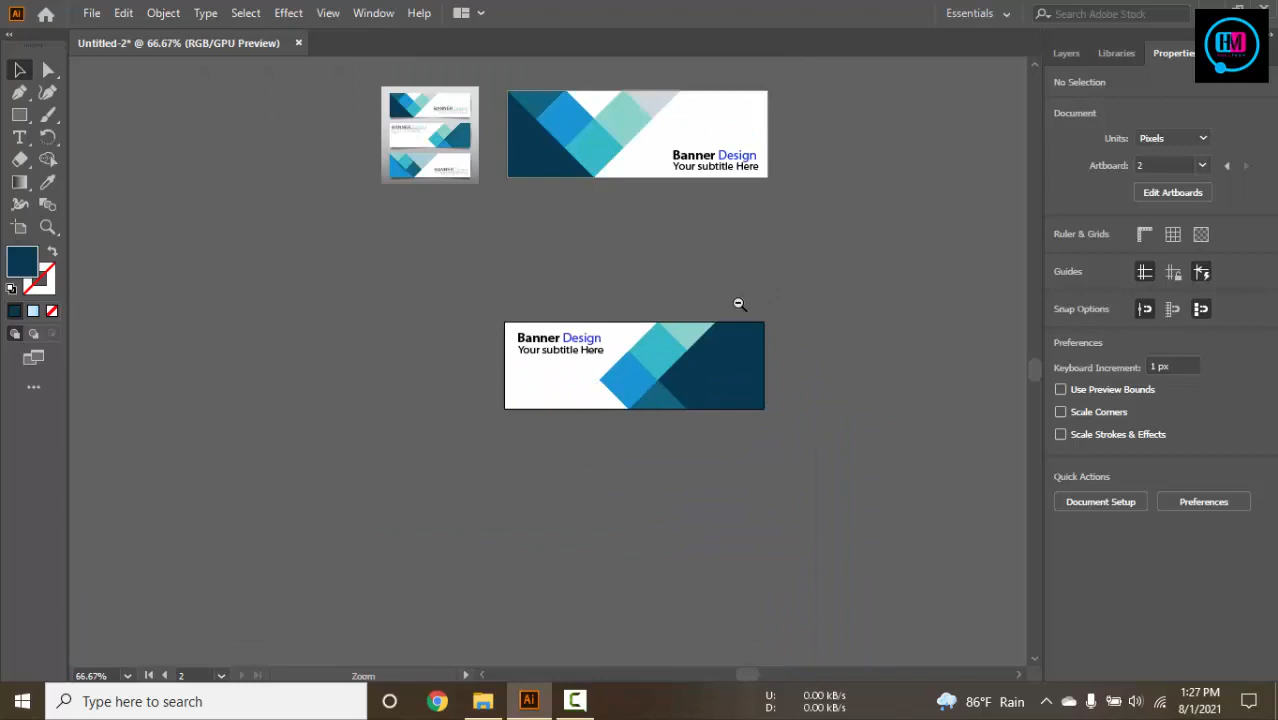 Ai File Edit Object Type Select Effect View Window Help Essentials Search Adobe Stock
Untitled-2* @ 66.67% (RGB/GPU Preview) ×
HM
Layers Libraries Properties
No Selection
Document
Units: Pixels
Artboard: 2
Edit Artboards
Ruler & Grids
Guides
Snap Options
Preferences
Keyboard Increment: 1 px
Use Preview Bounds
Scale Corners
Scale Strokes & Effects
Quick Actions
Document Setup Preferences
Banner Design
Your subtitle Here
Banner Design
Your subtitle Here
66.67% 2 Zoom
Type here to search
Ai
U: 0.00 kB/s
D: 0.00 kB/s
86°F Rain
1:27 PM
8/1/2021